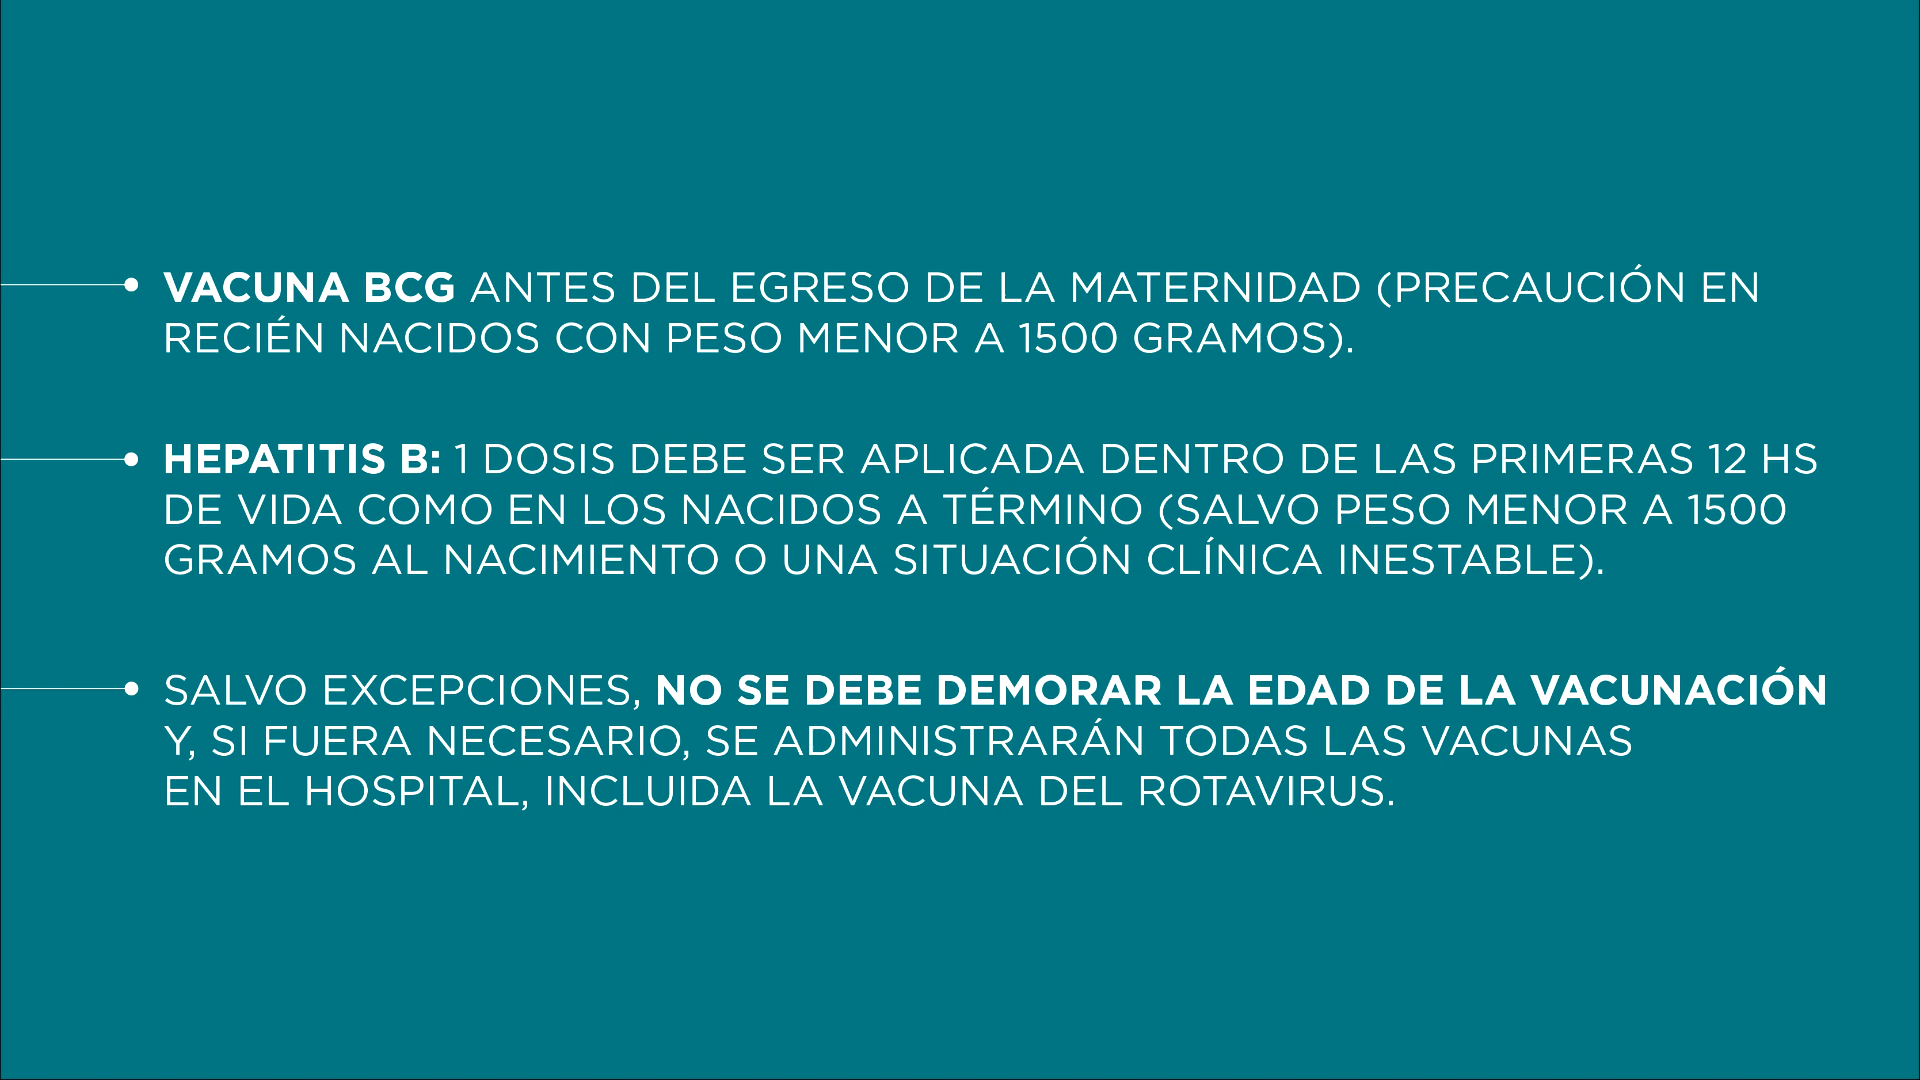 VACUNA BCG ANTES DEL EGRESO DE LA MATERNIDAD (PRECAUCIÓN EN
RECIÉN NACIDOS CON PESO MENOR A 1500 GRAMOS).
HEPATITIS B: 1 DOSIS DEBE SER APLICADA DENTRO DE LAS PRIMERAS 12 HS
DE VIDA COMO EN LOS NACIDOS A TÉRMINO (SALVO PESO MENOR A 1500
GRAMOS AL NACIMIENTO O UNA SITUACIÓN CLÍNICA INESTABLE).
SALVO EXCEPCIONES, NO SE DEBE DEMORAR LA EDAD DE LA VACUNACIÓN
Y, SI FUERA NECESARIO, SE ADMINISTRARÁN TODAS LAS VACUNAS
EN EL HOSPITAL, INCLUIDA LA VACUNA DEL ROTAVIRUS.